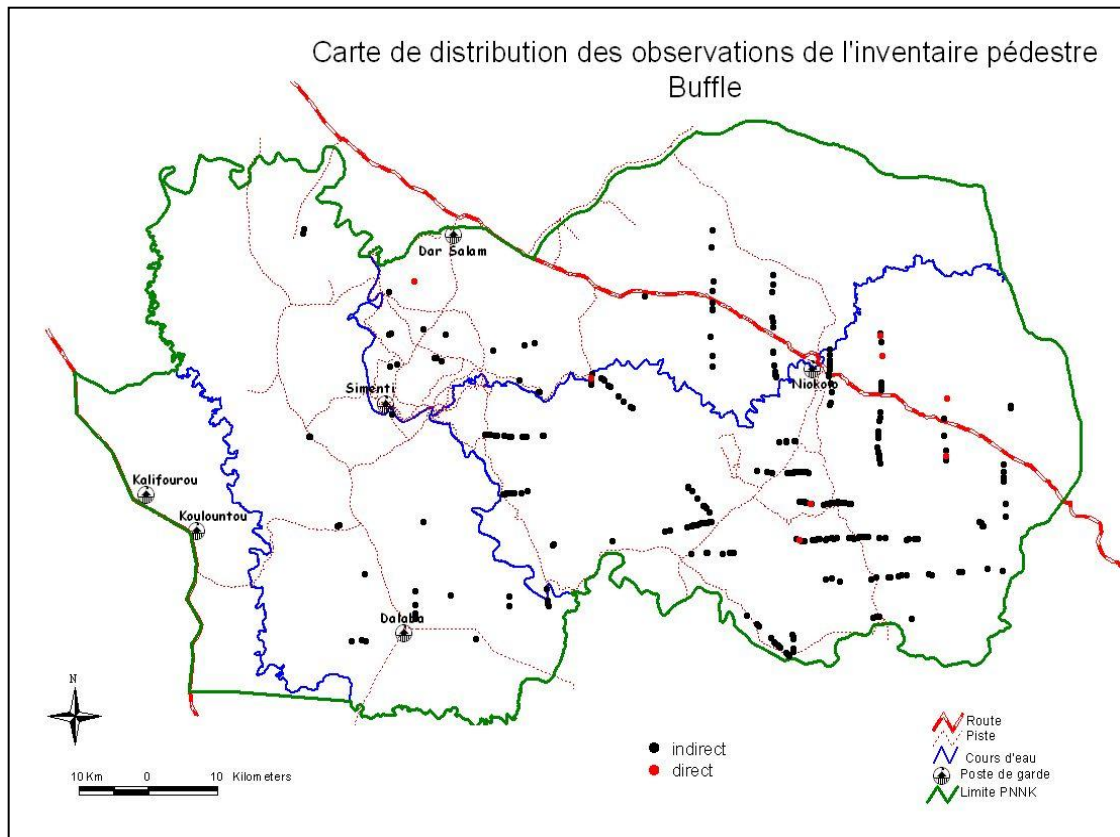 Carte de distribution des observations de l'inventaire pédestre
Buffle
Dar Salam
Simenti
Niokolo
Kalifourou
Koulountou
Dalaba
N
10 Km 0 10 Kilometers
indirect
direct
Route
Piste
Cours d'eau
Poste de garde
Limite PNNK